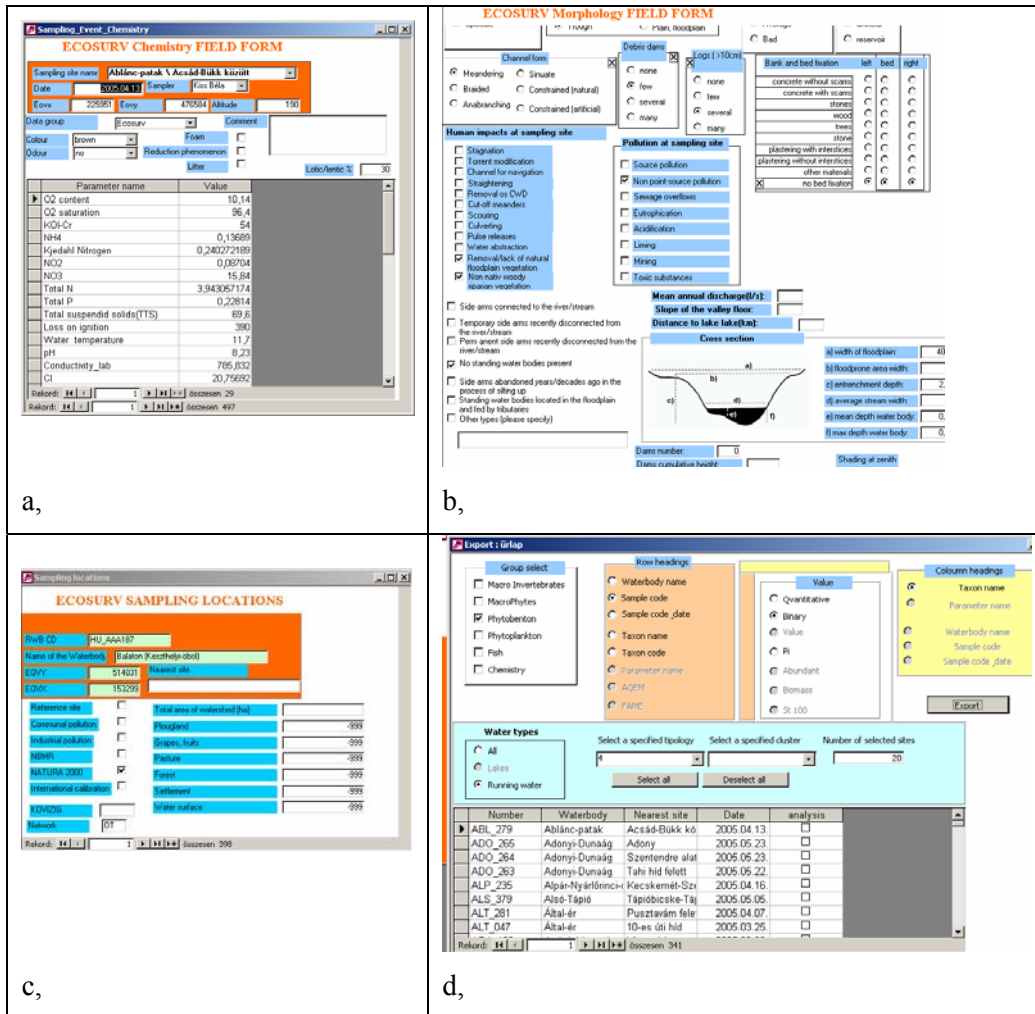 Sampling_Event_Chemistry
ECOSURV Chemistry FIELD FORM
Sampling site name Ablánc-patak \ Acsád-Bükk között
Date 2005.04.13 Sampler Kiss Béla
Eovx 225951 Eovy 476584 Altitude 190
Data group Ecosurv Comment
Colour brown Foam
Odour no Reduction phenomenon
Litter Lotic/lentic % 30
Parameter name Value
O2 content 10,14
O2 saturation 96,4
KOI-Cr 54
NH4 0,13689
Kjedahl Nitrogen 0,240272189
NO2 0,08704
NO3 15,84
Total N 3,943057174
Total P 0,22814
Total suspendid solids(TTS) 69,6
Loss on ignition 390
Water temperature 11,7
pH 8,23
Conductivity_lab 785,832
Cl 20,75692
Rekord: 1 összesen 29
Rekord: 1 összesen 497
a,
ECOSURV Morphology FIELD FORM
Trough Plain, floodplain
Bad reservoir
Channel form
Meandering Sinuate
Braided Constrained (natural)
Anabranching Constrained (artificial)
Debris dams
none
few
several
many
Logs ( >10cm)
none
few
several
many
Bank and bed fixation left bed right
concrete without scams
concrete with scams
stones
wood
trees
stone
plastering with interstices
plastering without interstices
other materials
no bed fixation
Human impacts at sampling site
Stagnation
Torrent modification
Channel for navigation
Straightening
Removal os CWD
Cut-off meanders
Scouring
Culverting
Pulse releases
Water abstraction
Removal/lack of natural
floodplain vegetation
Non nativ woody
riparian vegetation
Pollution at sampling site
Source pollution
Non point-source pollution
Sewage overflows
Eutrophication
Acidification
Liming
Mining
Toxic substances
Side arms connected to the river/stream
Temporary side arms recently disconnected from
the river/stream
Perm anent side arms recently disconnected from the
river/stream
No standing water bodies present
Side arms abandoned years/decades ago in the
process of silting up
Standing water bodies located in the floodplain
and fed by tributaries
Other types (please specify)
Mean annual discharge(l/s):
Slope of the valley floor:
Distance to lake lake(km):
Cross section
a)
b)
c)
d)
e)
f)
a) width of floodplain: 40
b) floodprone area width:
c) entrenchment depth: 2,
d) average stream width:
e) mean depth water body: 0,
f) max depth water body: 0,
Dams number: 0
Dams cumulative height:
Shading at zenith
b,
Sampling locations
ECOSURV SAMPLING LOCATIONS
RWB CD HU_AAA187
Name of the Waterbody Balaton (Keszthelyi-öböl)
EOVY 514031 Nearest site
EOVX 153299
Reference site
Communal pollution
Industrial pollution
NBMR
NATURA 2000
International calibration
KÖVIZIG
Network OT
Total area of watershed (ha)
Plougland -999
Grapes, fruits -999
Pasture -999
Forest -999
Settlement -999
Water surface -999
Rekord: 1 összesen 398
c,
Export : űrlap
Group select
Macro Invertebrates
MacroPhytes
Phytobenton
Phytoplankton
Fish
Chemistry
Row headings
Waterbody name
Sample code
Sample code_date
Taxon name
Taxon code
Parameter name
AQEM
FAME
Value
Qvantitative
Binary
Value
Pi
Abundant
Biomass
St 100
Coloumn headings
Taxon name
Parameter name
Waterbody name
Sample code
Sample code_date
Export
Water types
All
Lakes
Running water
Select a specified tipology Select a specified cluster Number of selected sites
4 20
Select all Deselect all
Number Waterbody Nearest site Date analysis
ABL_279 Ablánc-patak Acsád-Bükk kö 2005.04.13.
ADO_265 Adonyi-Dunaág Adony 2005.05.23.
ADO_264 Adonyi-Dunaág Szentendre alat 2005.05.23.
ADO_263 Adonyi-Dunaág Tahi híd felett 2005.05.22.
ALP_235 Alpár-Nyárlőrinci-c Kecskemét-Sze 2005.04.16.
ALS_379 Alsó-Tápió Tápióbicske-Táp 2005.05.05.
ALT_281 Által-ér Pusztavám fele 2005.04.07.
ALT_047 Által-ér 10-es úti híd 2005.03.25.
Rekord: 1 összesen 341
d,